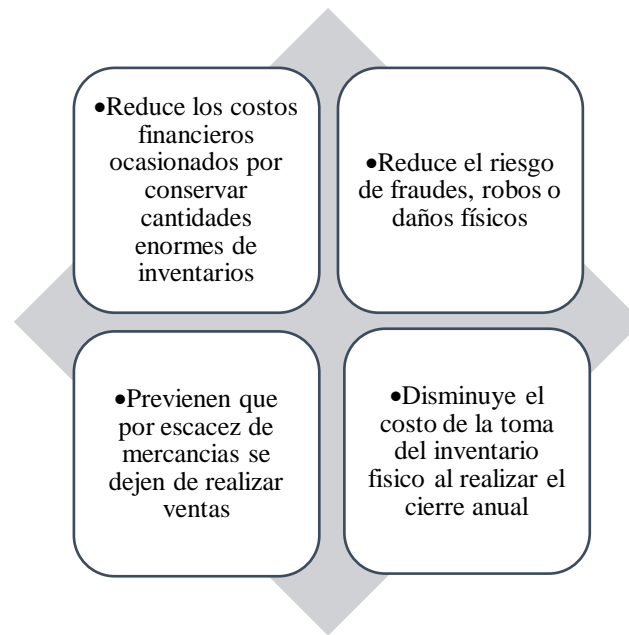 •Reduce los costos
financieros
ocasionados por
conservar
cantidades
enormes de
inventarios
•Reduce el riesgo
de fraudes, robos o
daños físicos
•Previenen que
por escacez de
mercancias se
dejen de realizar
ventas
•Disminuye el
costo de la toma
del inventario
fisico al realizar el
cierre anual